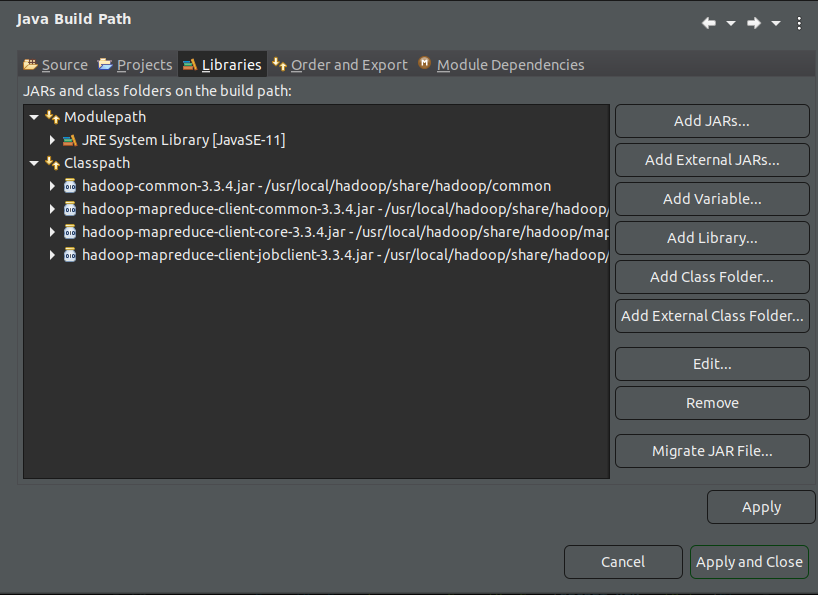 Java Build Path
Source Projects Libraries Order and Export Module Dependencies
JARs and class folders on the build path:
Modulepath
JRE System Library [JavaSE-11]
Classpath
hadoop-common-3.3.4.jar - /usr/local/hadoop/share/hadoop/common
hadoop-mapreduce-client-common-3.3.4.jar - /usr/local/hadoop/share/hadoop/
hadoop-mapreduce-client-core-3.3.4.jar - /usr/local/hadoop/share/hadoop/map
hadoop-mapreduce-client-jobclient-3.3.4.jar - /usr/local/hadoop/share/hadoop/
Add JARs...
Add External JARs...
Add Variable...
Add Library...
Add Class Folder...
Add External Class Folder...
Edit...
Remove
Migrate JAR File...
Apply
Cancel Apply and Close